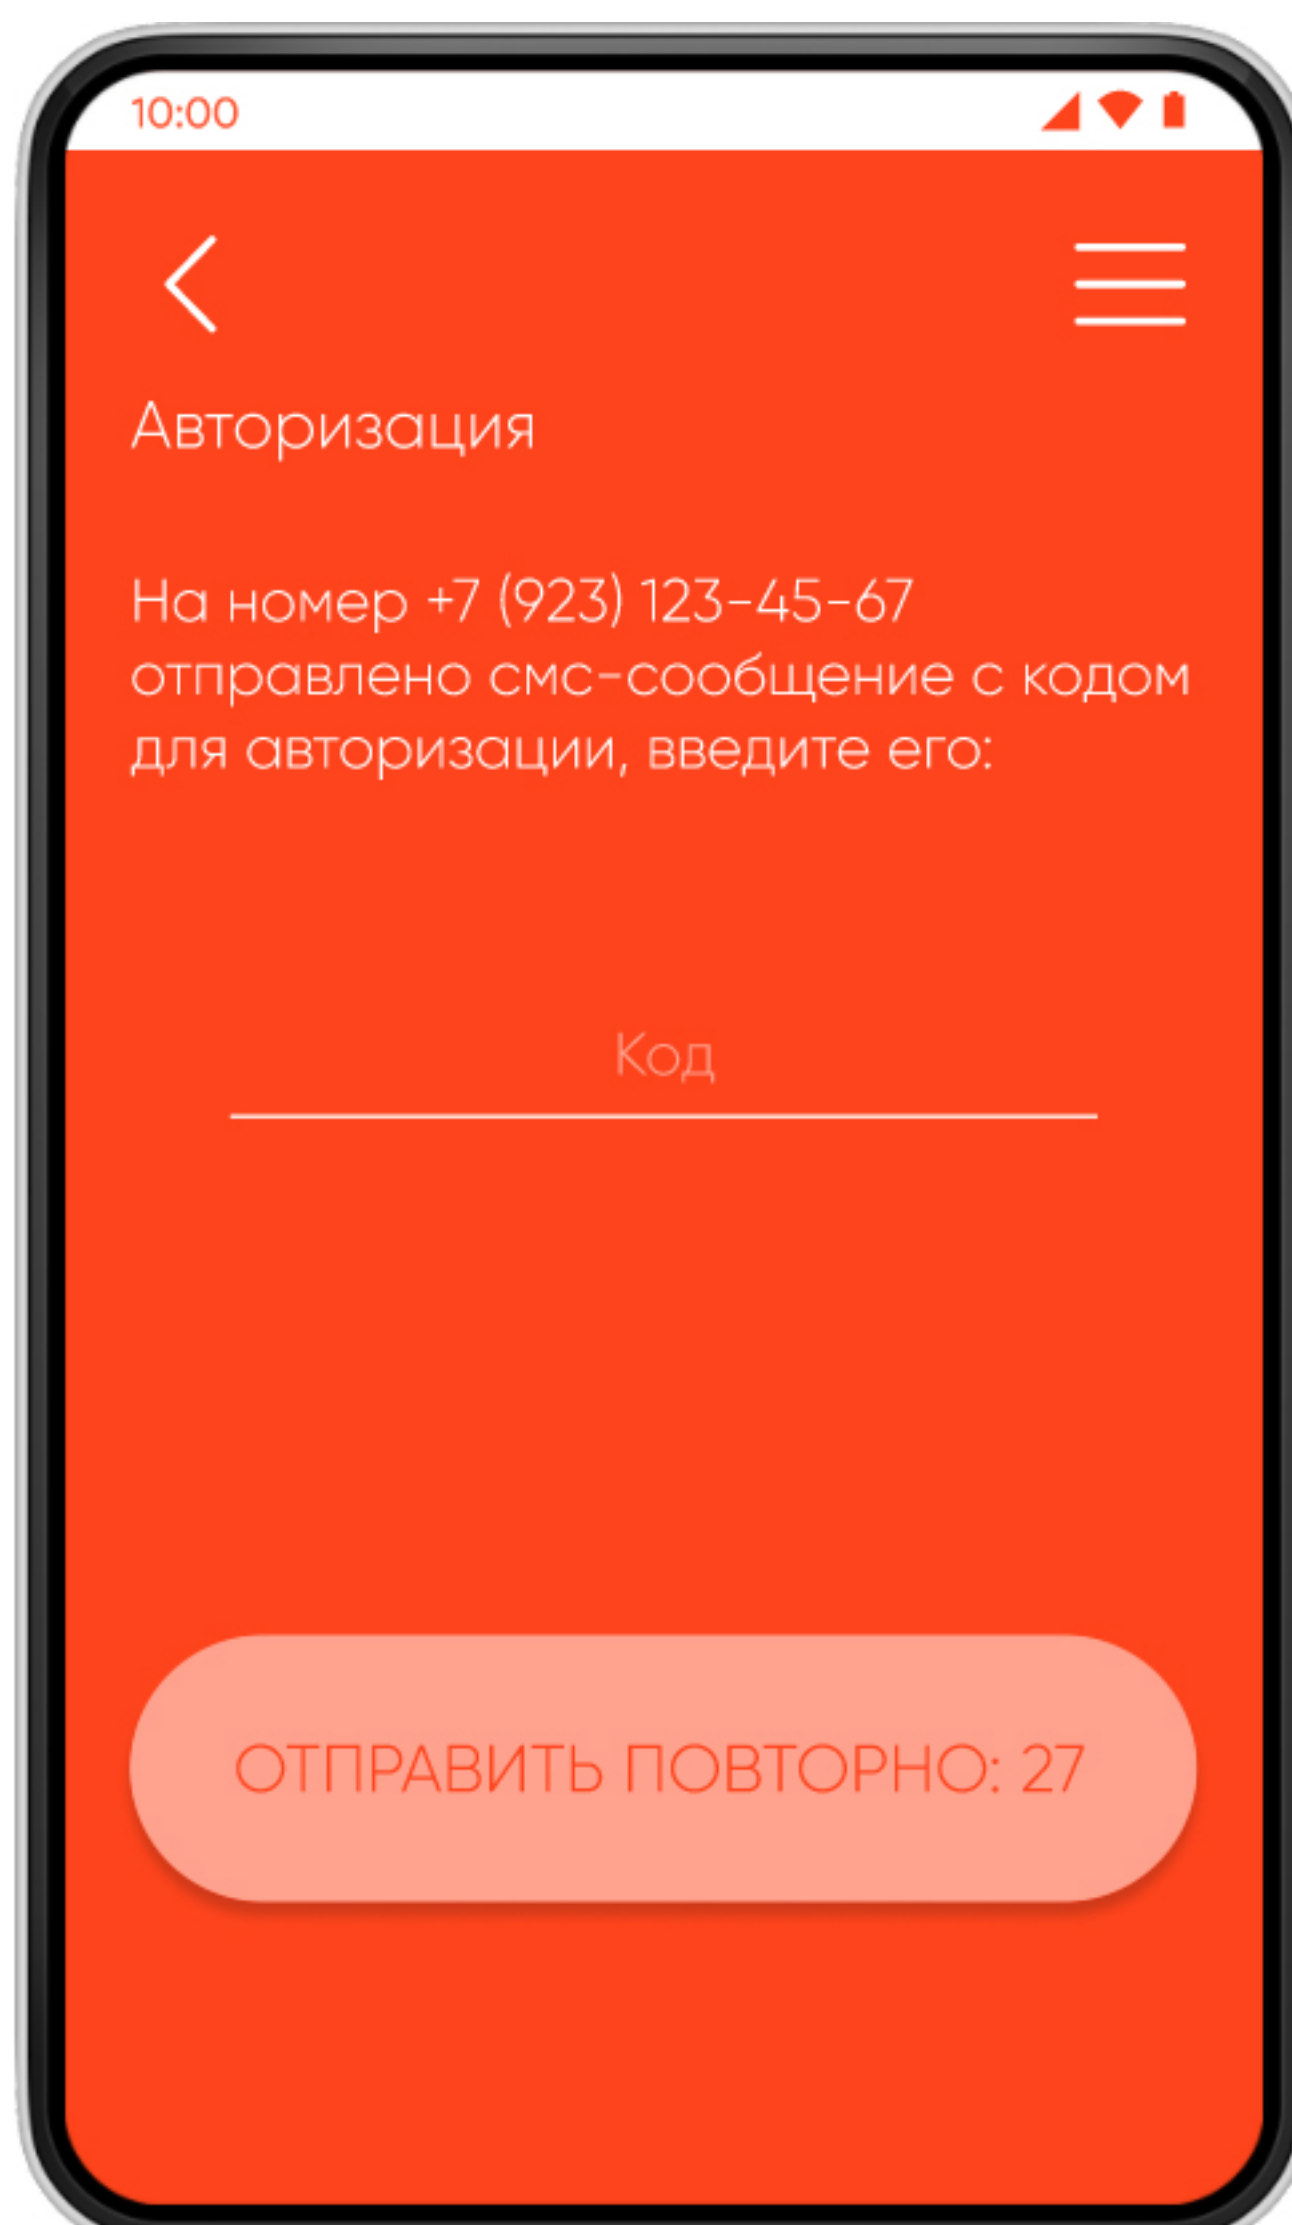 10:00
Авторизация
На номер +7 (923) 123-45-67
отправлено смс-сообщение с кодом
для авторизации, введите его:
Код
ОТПРАВИТЬ ПОВТОРНО: 27